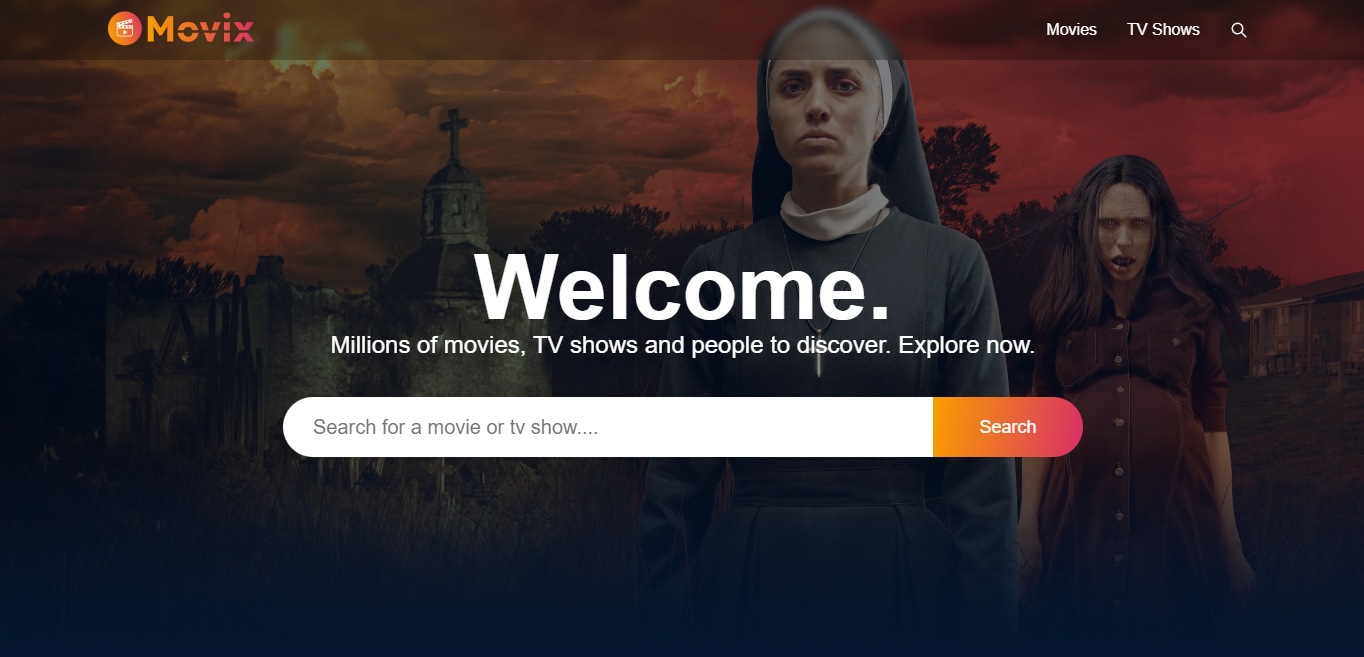 Movix
Movies
TV Shows
Welcome.
Millions of movies, TV shows and people to discover. Explore now.
Search for a movie or tv show....
Search